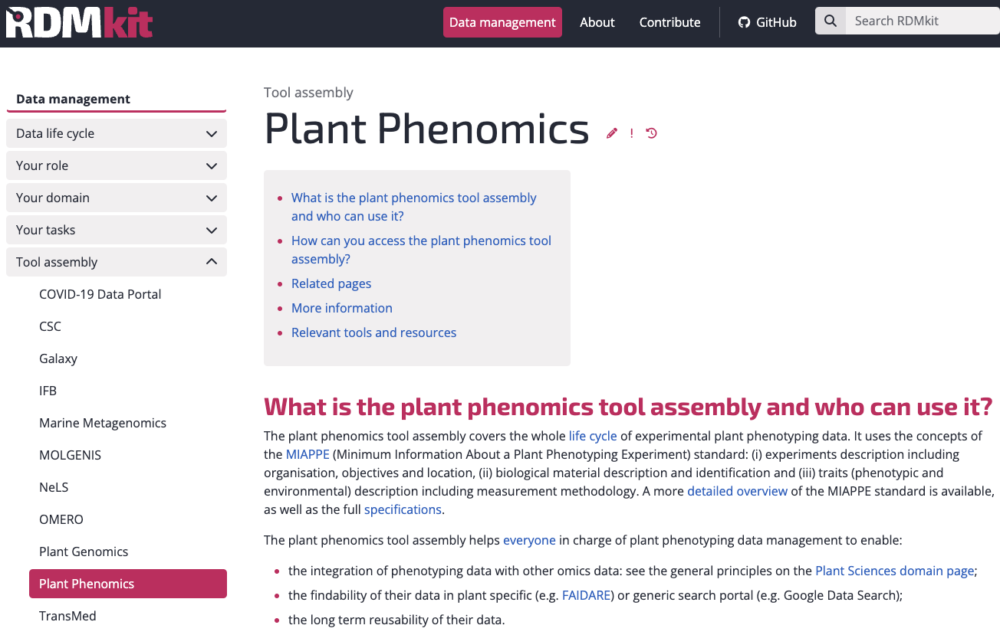 RDMkit
Data management
About
Contribute
GitHub
Search RDMkit
Data management
Data life cycle
Your role
Your domain
Your tasks
Tool assembly
COVID-19 Data Portal
CSC
Galaxy
IFB
Marine Metagenomics
MOLGENIS
NeLS
OMERO
Plant Genomics
Plant Phenomics
TransMed
Tool assembly
Plant Phenomics
What is the plant phenomics tool assembly
and who can use it?
How can you access the plant phenomics tool
assembly?
Related pages
More information
Relevant tools and resources
What is the plant phenomics tool assembly and who can use it?
The plant phenomics tool assembly covers the whole life cycle of experimental plant phenotyping data. It uses the concepts of
the MIAPPE (Minimum Information About a Plant Phenotyping Experiment) standard: (i) experiments description including
organisation, objectives and location, (ii) biological material description and identification and (iii) traits (phenotypic and
environmental) description including measurement methodology. A more detailed overview of the MIAPPE standard is available,
as well as the full specifications.
The plant phenomics tool assembly helps everyone in charge of plant phenotyping data management to enable:
the integration of phenotyping data with other omics data: see the general principles on the Plant Sciences domain page;
the findability of their data in plant specific (e.g. FAIDARE) or generic search portal (e.g. Google Data Search);
the long term reusability of their data.